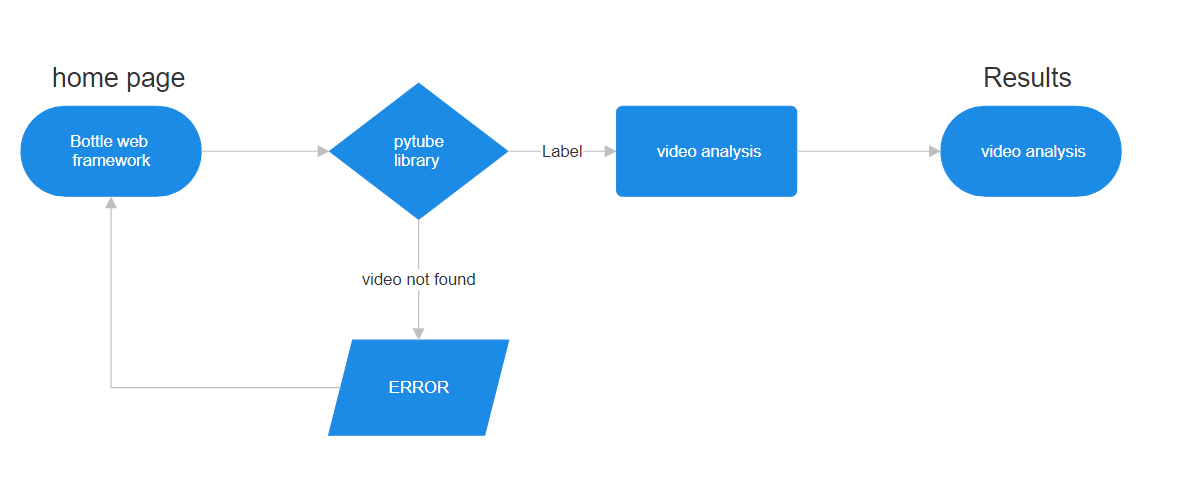 home page
Results
Bottle web
framework
pytube
library
Label
video analysis
video analysis
video not found
ERROR